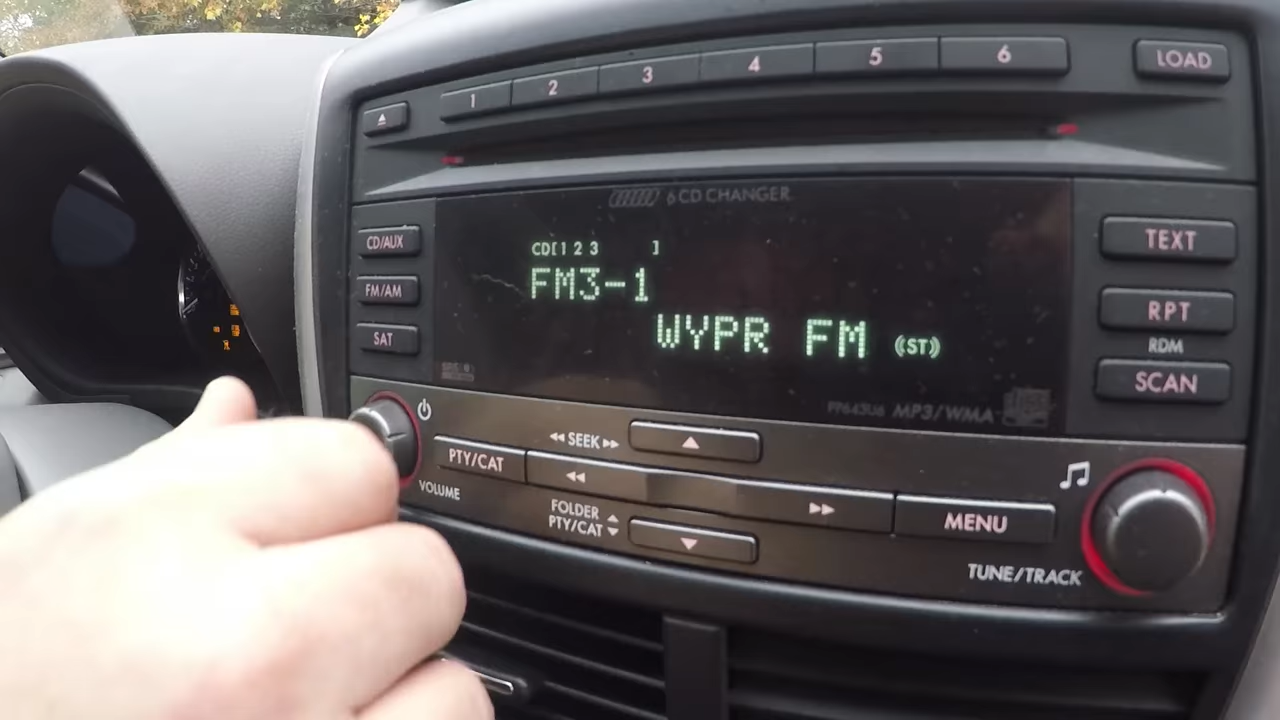 1 2 3 4 5 6 LOAD
6 CD CHANGER
CD/AUX
CD[1 2 3 ]
TEXT
FM/AM
FM3-1
RPT
WYPR FM (ST)
SAT
RDM
SCAN
MP3/WMA
SEEK
PTY/CAT
VOLUME
FOLDER
PTY/CAT
MENU
TUNE/TRACK